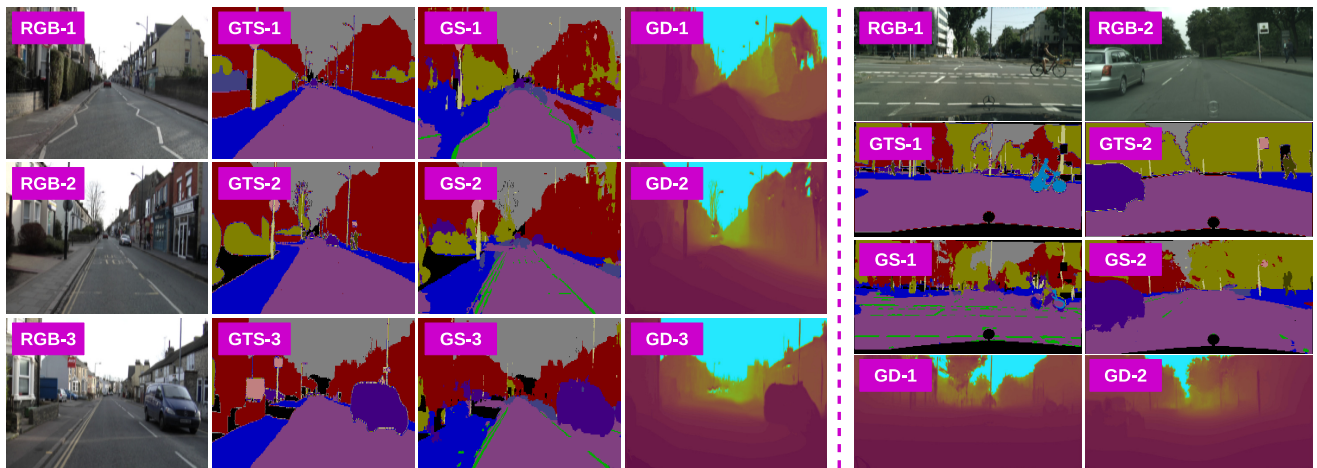 RGB-1 GTS-1 GS-1 GD-1
RGB-2 GTS-2 GS-2 GD-2
RGB-3 GTS-3 GS-3 GD-3
RGB-1 RGB-2
GTS-1 GTS-2
GS-1 GS-2
GD-1 GD-2